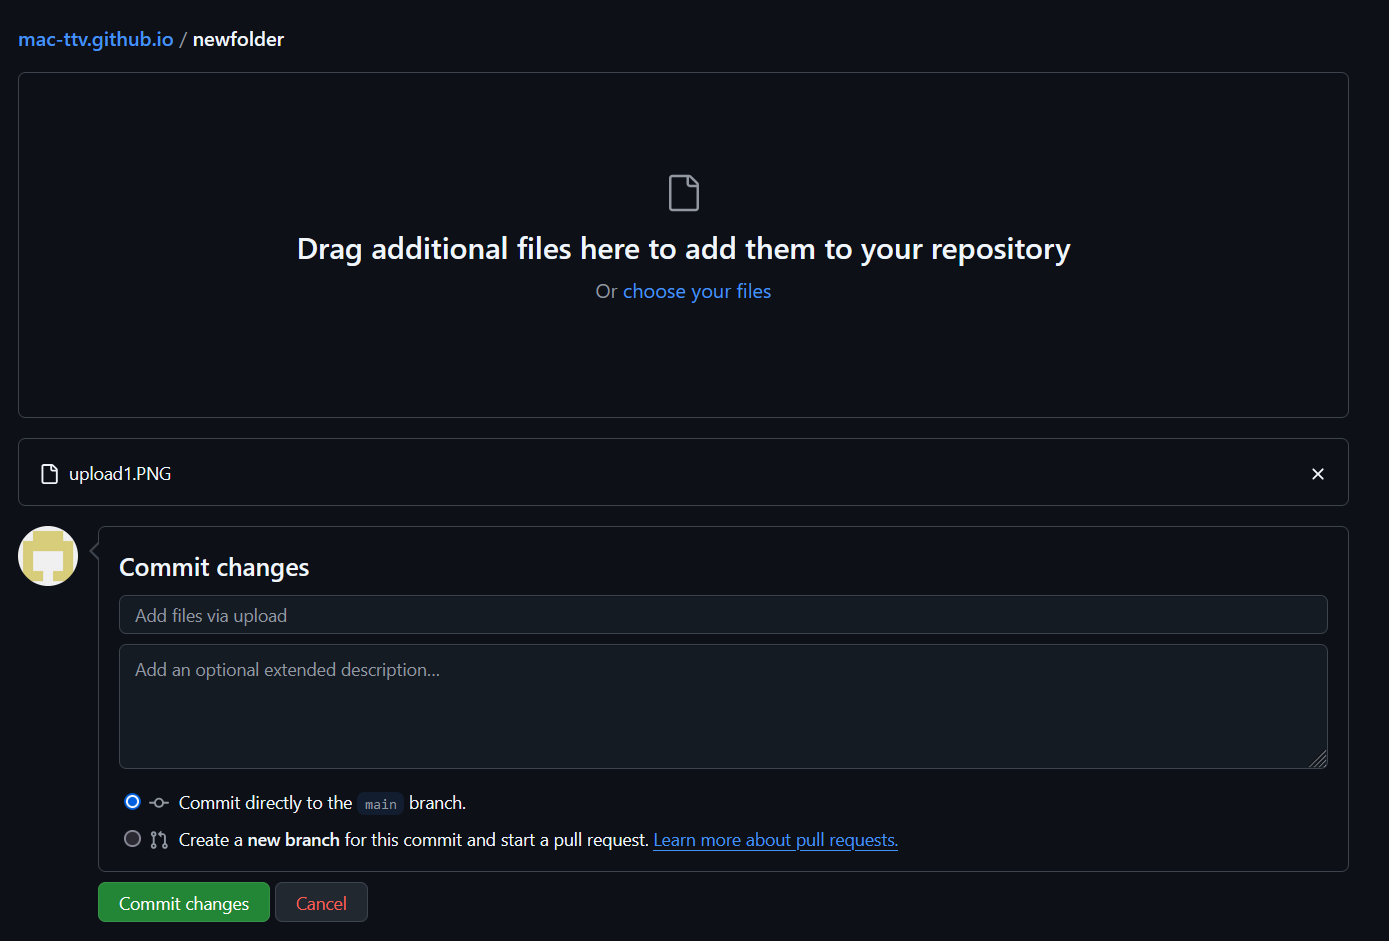 mac-ttv.github.io / newfolder
Drag additional files here to add them to your repository
Or choose your files
upload1.PNG
Commit changes
Add files via upload
Add an optional extended description...
Commit directly to the main branch.
Create a new branch for this commit and start a pull request. Learn more about pull requests.
Commit changes Cancel